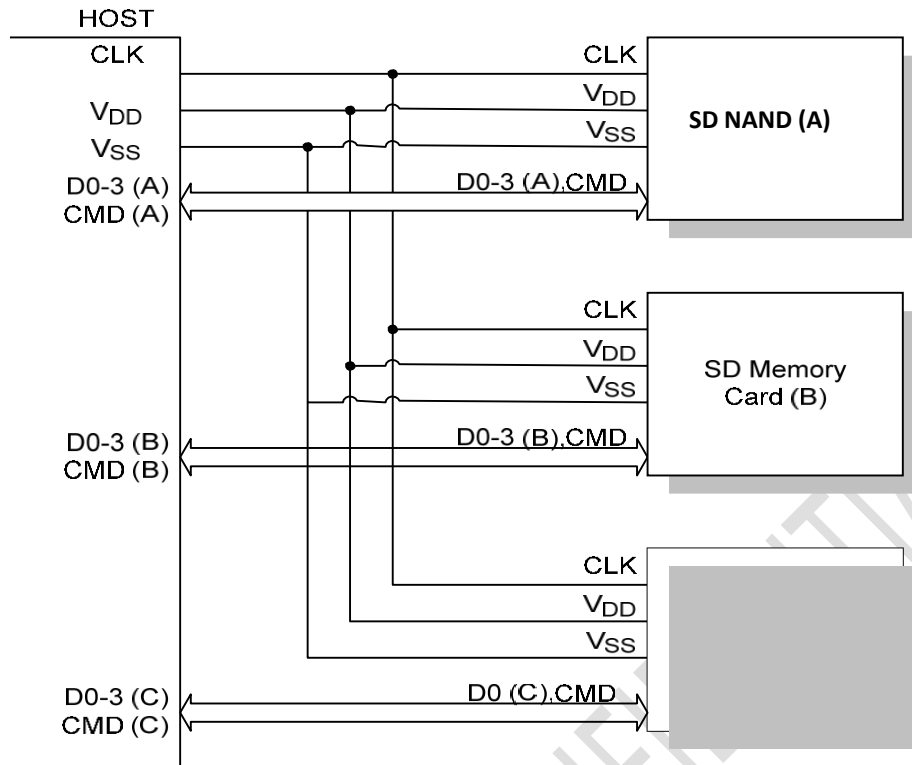 HOST
CLK
VDD
VSS
D0-3 (A)
CMD (A)
CLK
VDD
VSS
D0-3 (A),CMD
SD NAND (A)
CLK
VDD
VSS
D0-3 (B),CMD
SD Memory
Card (B)
D0-3 (B)
CMD (B)
CLK
VDD
VSS
D0 (C),CMD
D0-3 (C)
CMD (C)